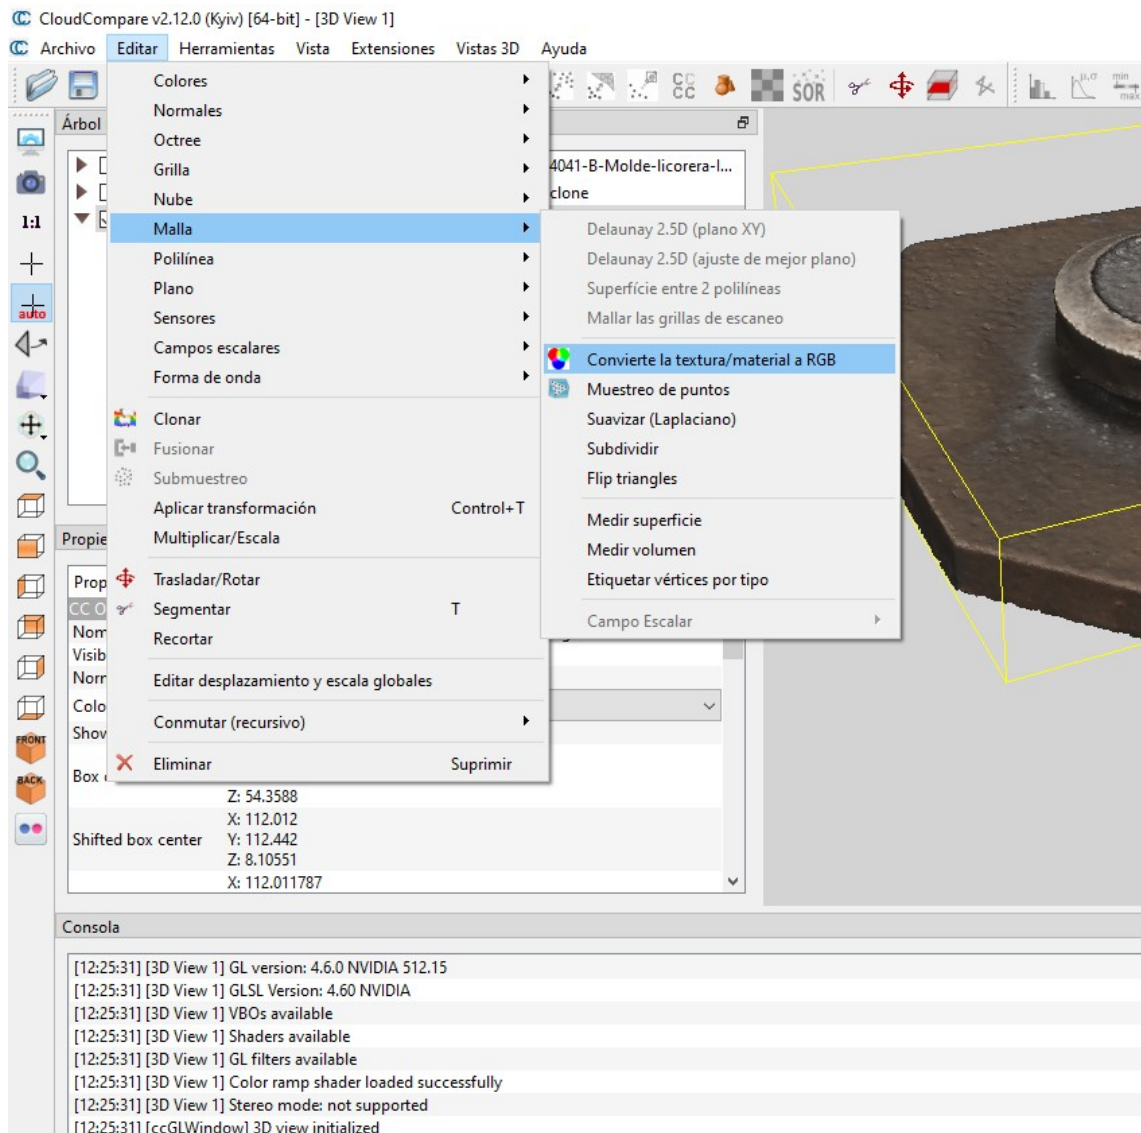 CloudCompare v2.12.0 (Kyiv) [64-bit] - [3D View 1]
Archivo Editar Herramientas Vista Extensiones Vistas 3D Ayuda
CC
CC
SOR
μ,σ
min
max
Árbol
4041-B-Molde-licorera-l...
clone
1:1
auto
FRONT
BACK
Colores
Normales
Octree
Grilla
Nube
Malla
Polilínea
Plano
Sensores
Campos escalares
Forma de onda
Clonar
Fusionar
Submuestreo
Aplicar transformación Control+T
Multiplicar/Escala
Trasladar/Rotar
Segmentar T
Recortar
Editar desplazamiento y escala globales
Conmutar (recursivo)
Eliminar Suprimir
Delaunay 2.5D (plano XY)
Delaunay 2.5D (ajuste de mejor plano)
Superfície entre 2 polilíneas
Mallar las grillas de escaneo
Convierte la textura/material a RGB
Muestreo de puntos
Suavizar (Laplaciano)
Subdividir
Flip triangles
Medir superficie
Medir volumen
Etiquetar vértices por tipo
Campo Escalar
Propie
Prop
CC O
Nom
Visib
Norr
Colo
Shov
Box
Z: 54.3588
X: 112.012
Shifted box center Y: 112.442
Z: 8.10551
X: 112.011787
Consola
[12:25:31] [3D View 1] GL version: 4.6.0 NVIDIA 512.15
[12:25:31] [3D View 1] GLSL Version: 4.60 NVIDIA
[12:25:31] [3D View 1] VBOs available
[12:25:31] [3D View 1] Shaders available
[12:25:31] [3D View 1] GL filters available
[12:25:31] [3D View 1] Color ramp shader loaded successfully
[12:25:31] [3D View 1] Stereo mode: not supported
[12:25:31] [ccGLWindow] 3D view initialized